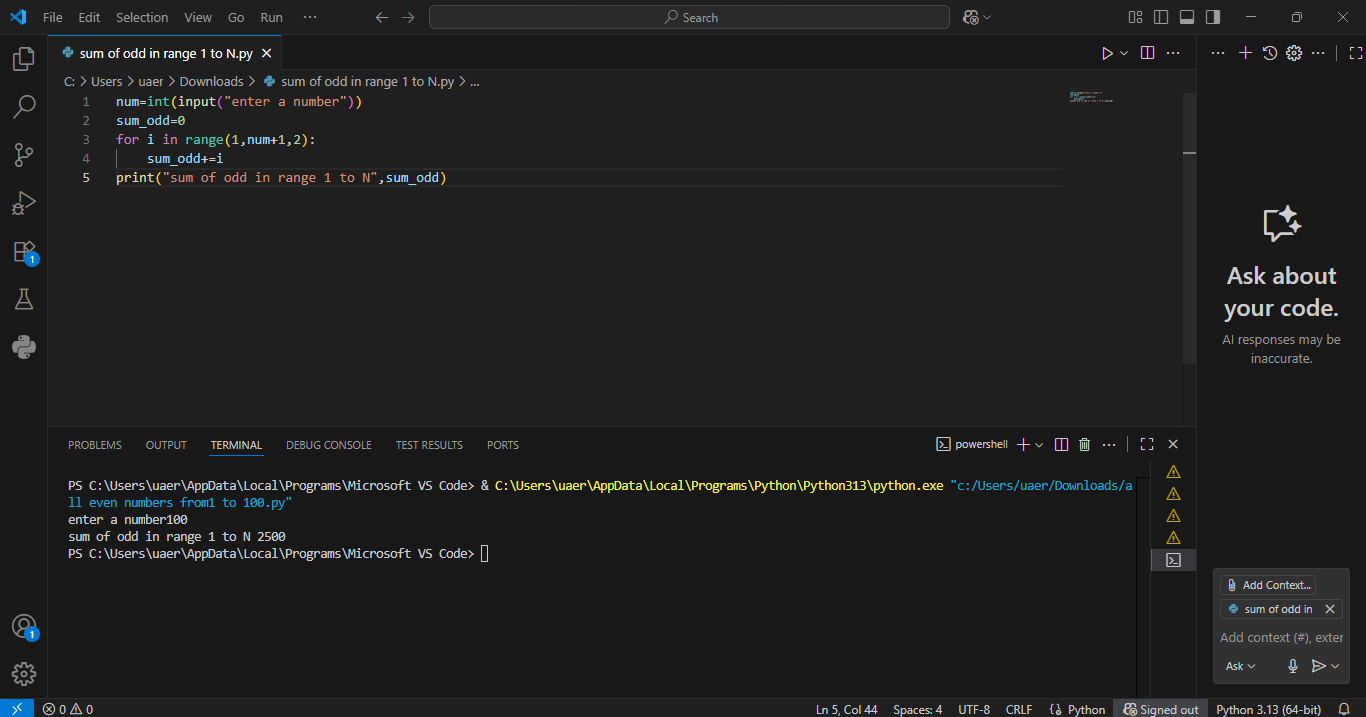 File Edit Selection View Go Run ··· Search
sum of odd in range 1 to N.py
C: > Users > uaer > Downloads > sum of odd in range 1 to N.py > ...
1 num=int(input("enter a number"))
2 sum_odd=0
3 for i in range(1,num+1,2):
4     sum_odd+=i
5 print("sum of odd in range 1 to N",sum_odd)
1
Ask about
your code.
AI responses may be
inaccurate.
PROBLEMS OUTPUT TERMINAL DEBUG CONSOLE TEST RESULTS PORTS powershell
PS C:\Users\uaer\AppData\Local\Programs\Microsoft VS Code> & C:\Users\uaer\AppData\Local\Programs\Python\Python313\python.exe "c:/Users/uaer/Downloads/a
ll even numbers from1 to 100.py"
enter a number100
sum of odd in range 1 to N 2500
PS C:\Users\uaer\AppData\Local\Programs\Microsoft VS Code>
Add Context...
sum of odd in
Add context (#), exter
Ask
1
0 0 Ln 5, Col 44 Spaces: 4 UTF-8 CRLF {} Python Signed out Python 3.13 (64-bit)